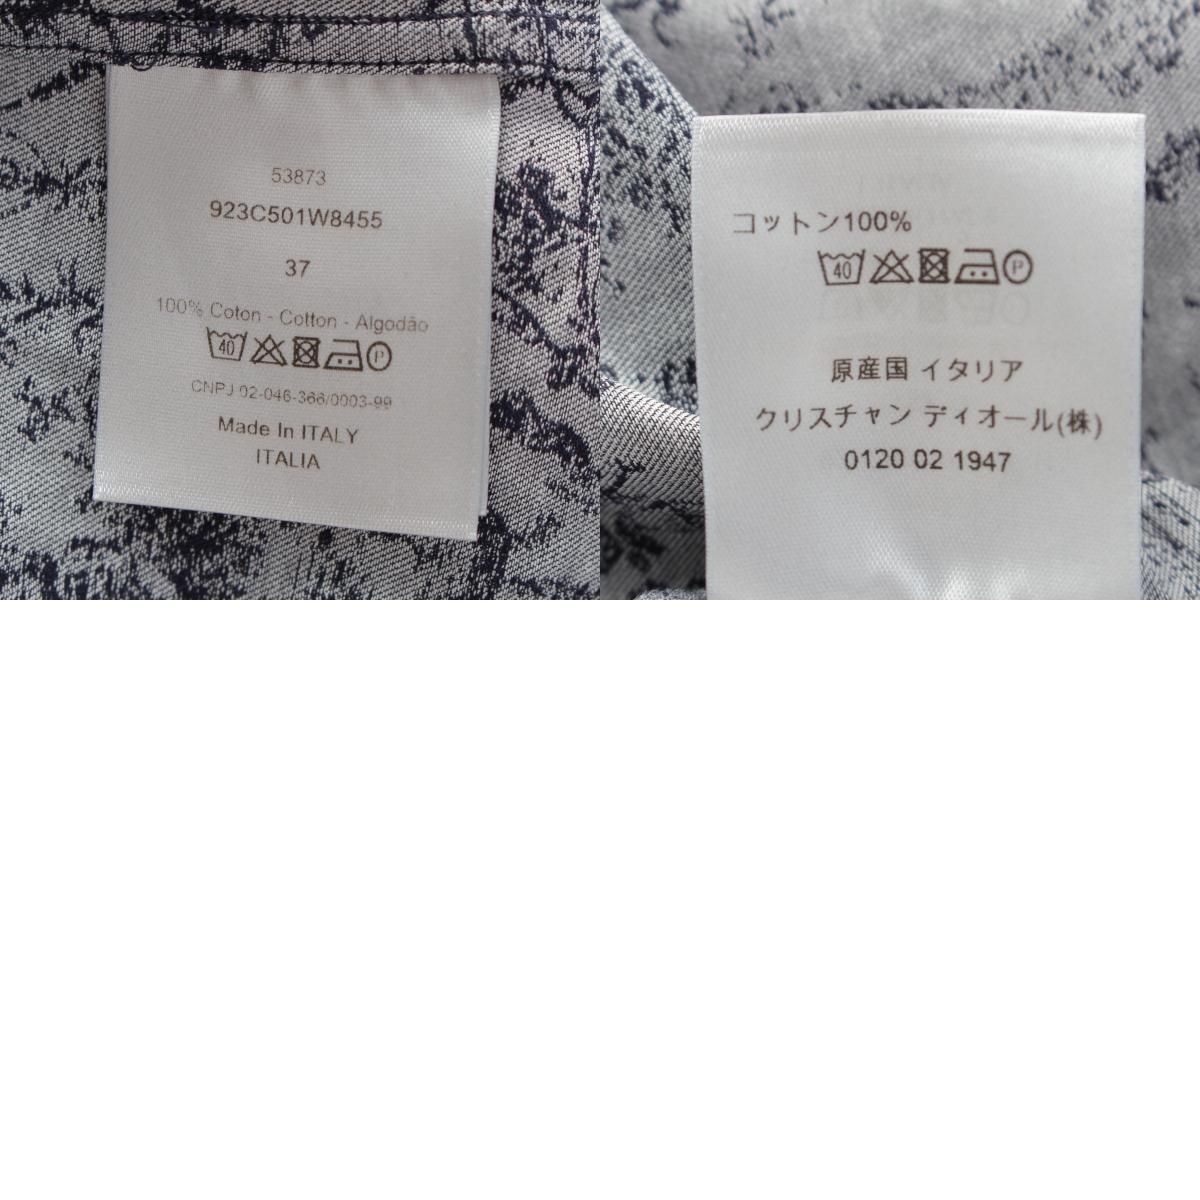 53873
923C501W8455
37
100% Coton - Cotton - Algodão
40 P
CNPJ 02-046-366/0003-99
Made In ITALY
ITALIA
コットン100%
40 P
原産国 イタリア
クリスチャン ディオール(株)
0120 02 1947